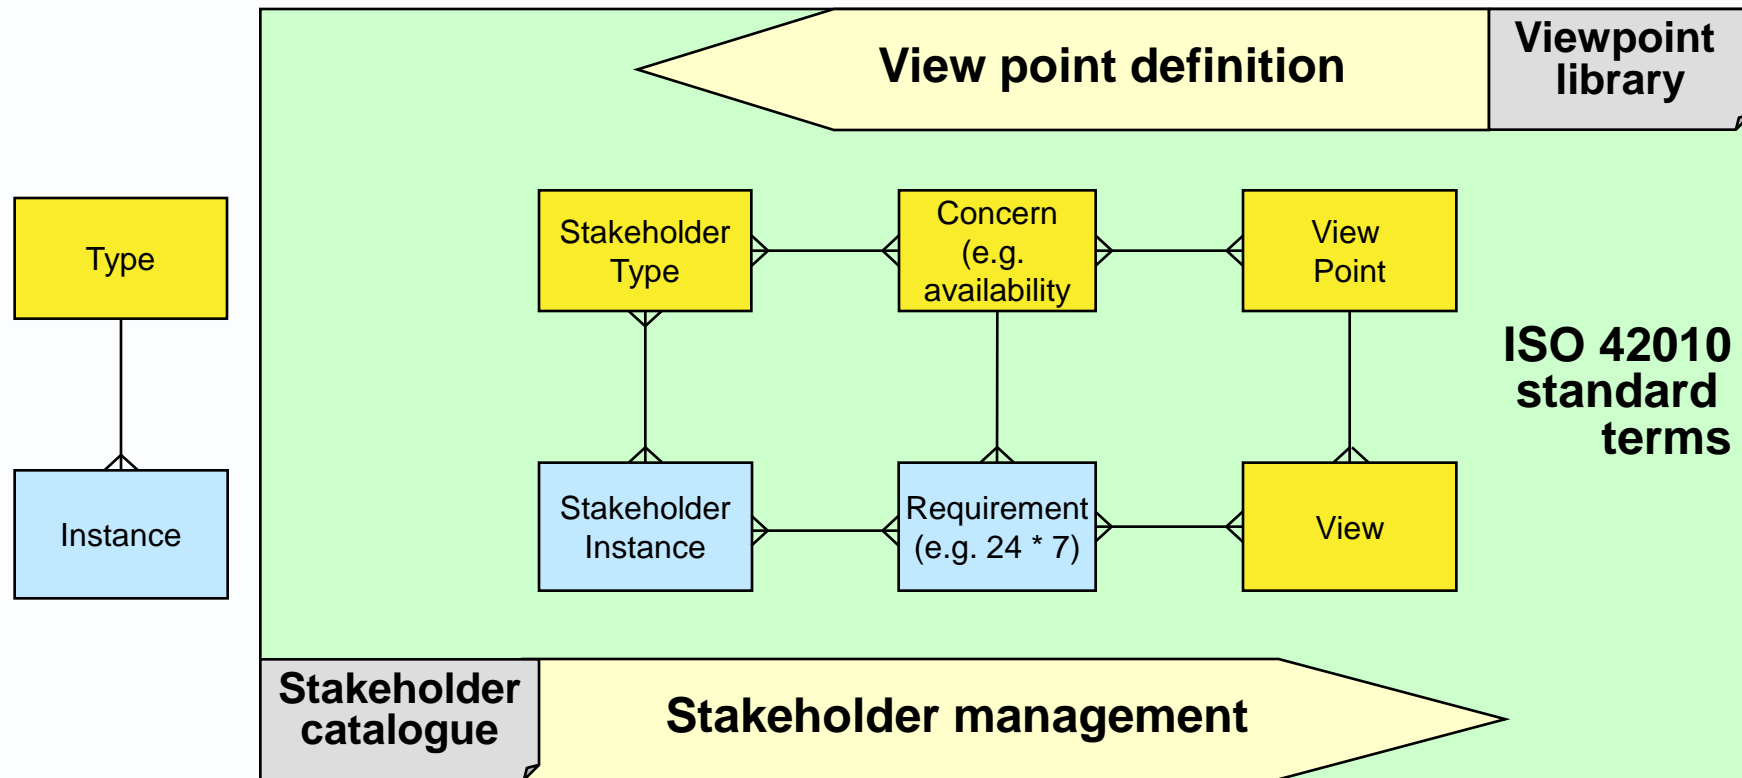 View point definition
Viewpoint
library
Type
Stakeholder
Type
Concern
(e.g.
availability
View
Point
ISO 42010
standard
terms
Instance
Stakeholder
Instance
Requirement
(e.g. 24 * 7)
View
Stakeholder
catalogue
Stakeholder management